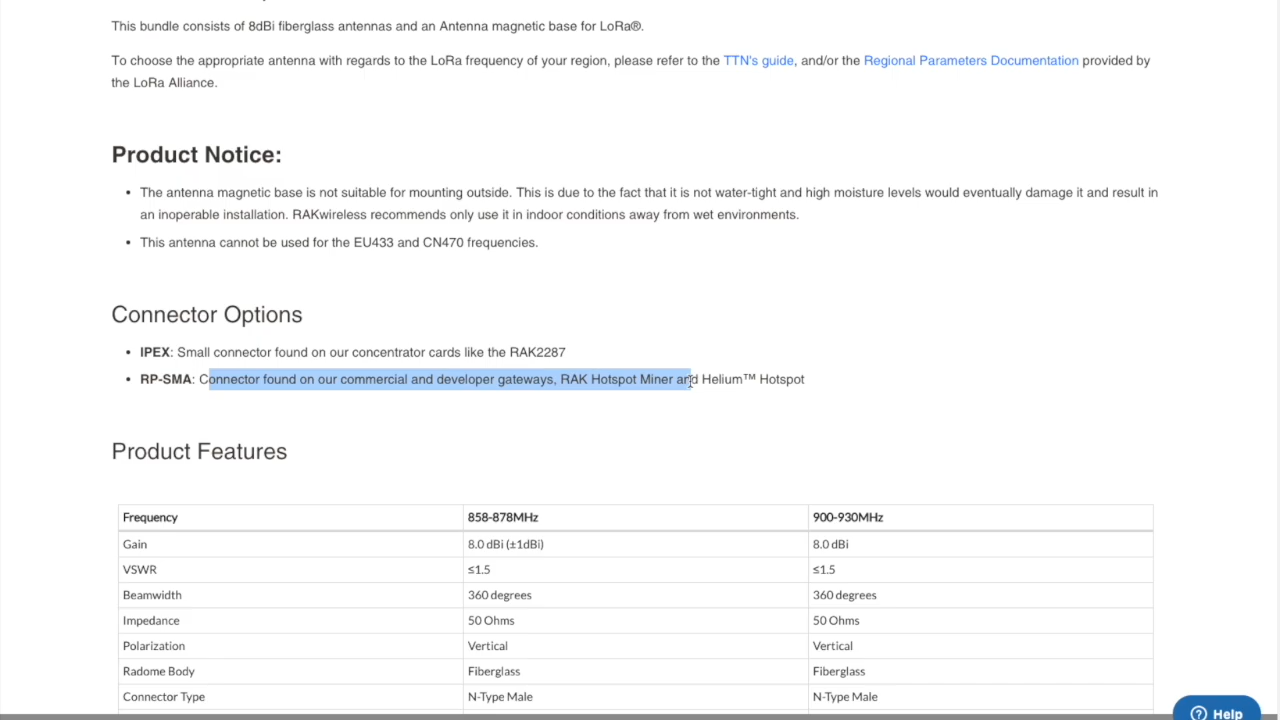 This bundle consists of 8dBi fiberglass antennas and an Antenna magnetic base for LoRa®.
To choose the appropriate antenna with regards to the LoRa frequency of your region, please refer to the TTN's guide, and/or the Regional Parameters Documentation provided by
the LoRa Alliance.
Product Notice:
• The antenna magnetic base is not suitable for mounting outside. This is due to the fact that it is not water-tight and high moisture levels would eventually damage it and result in
an inoperable installation. RAKwireless recommends only use it in indoor conditions away from wet environments.
• This antenna cannot be used for the EU433 and CN470 frequencies.
Connector Options
• IPEX: Small connector found on our concentrator cards like the RAK2287
• RP-SMA: Connector found on our commercial and developer gateways, RAK Hotspot Miner and Helium™ Hotspot
Product Features
Frequency 858-878MHz 900-930MHz
Gain 8.0 dBi (±1dBi) 8.0 dBi
VSWR ≤1.5 ≤1.5
Beamwidth 360 degrees 360 degrees
Impedance 50 Ohms 50 Ohms
Polarization Vertical Vertical
Radome Body Fiberglass Fiberglass
Connector Type N-Type Male N-Type Male
Help